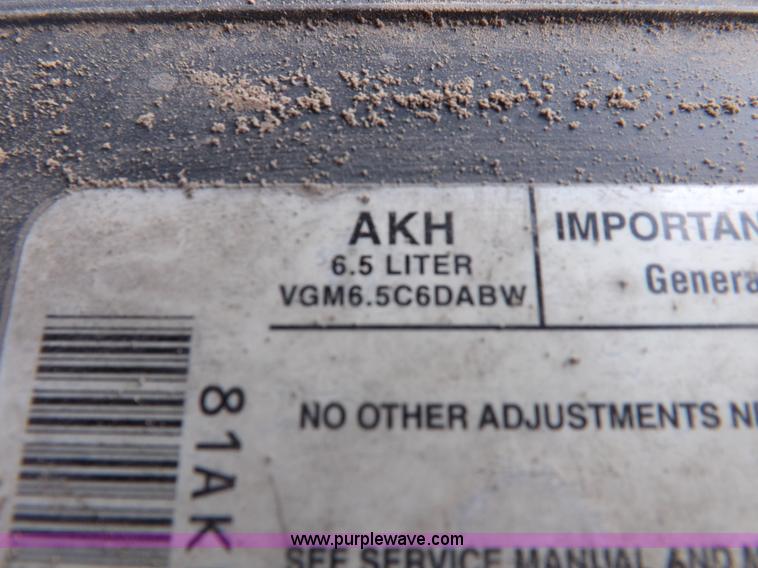 AKH
6.5 LITER
VGM6.5C6DABW
IMPORTAN
Genera
NO OTHER ADJUSTMENTS NE
81AK
SEE SERVICE MANUAL AND M
www.purplewave.com